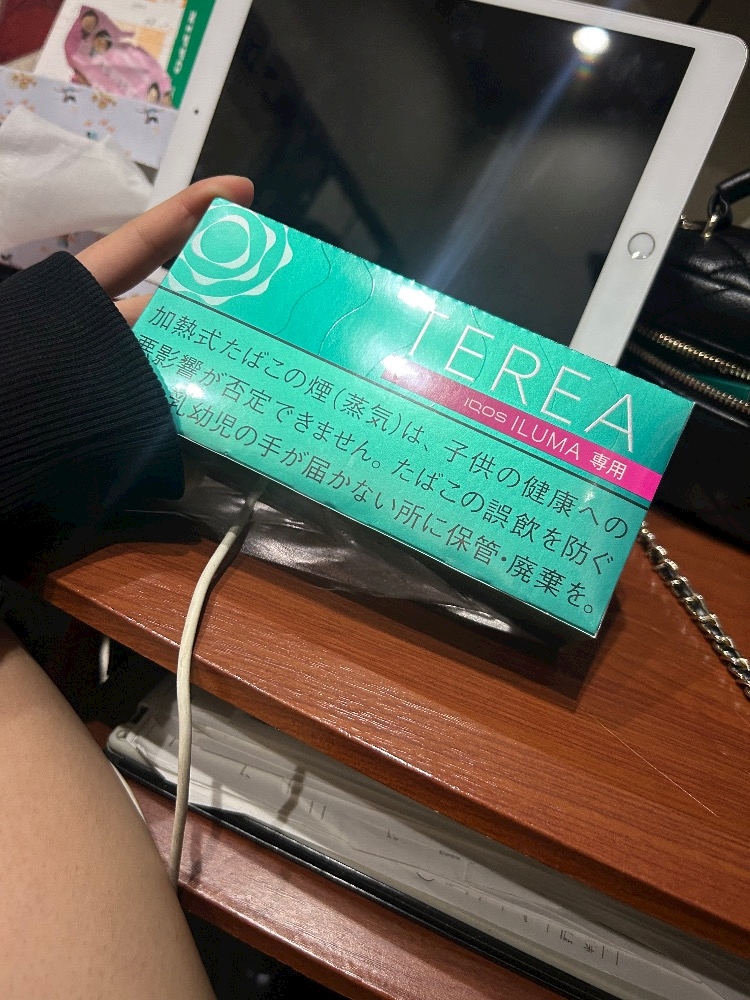 TEREA
IQOS ILUMA 専用
加熱式たばこの煙(蒸気)は、子供の健康への
悪影響が否定できません。たばこの誤飲を防ぐ
乳幼児の手が届かない所に保管・廃棄を。